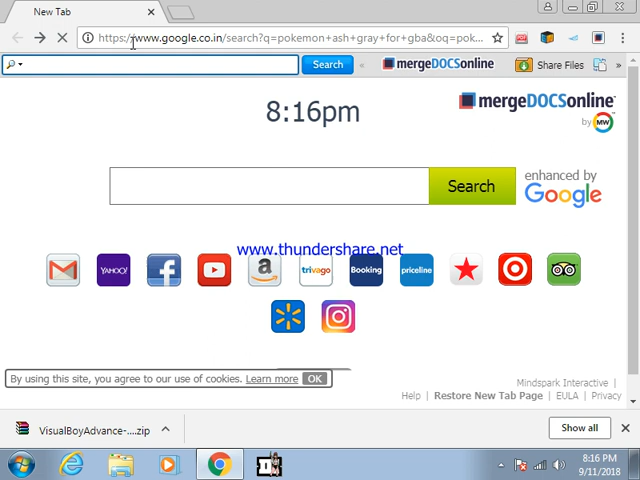 New Tab
https://www.google.co.in/search?q=pokemon+ash+gray+for+gba&oq=pok...
Search
«
mergeDOCSonline
Share Files
»
8:16pm
mergeDOCSonline
by MW
Search
enhanced by
Google
www.thundershare.net
YAHOO!
a
trivago
Booking
priceline
By using this site, you agree to our use of cookies. Learn more OK
Mindspark Interactive
Help | Restore New Tab Page | EULA | Privacy
VisualBoyAdvance-....zip
Show all
8:16 PM
9/11/2018